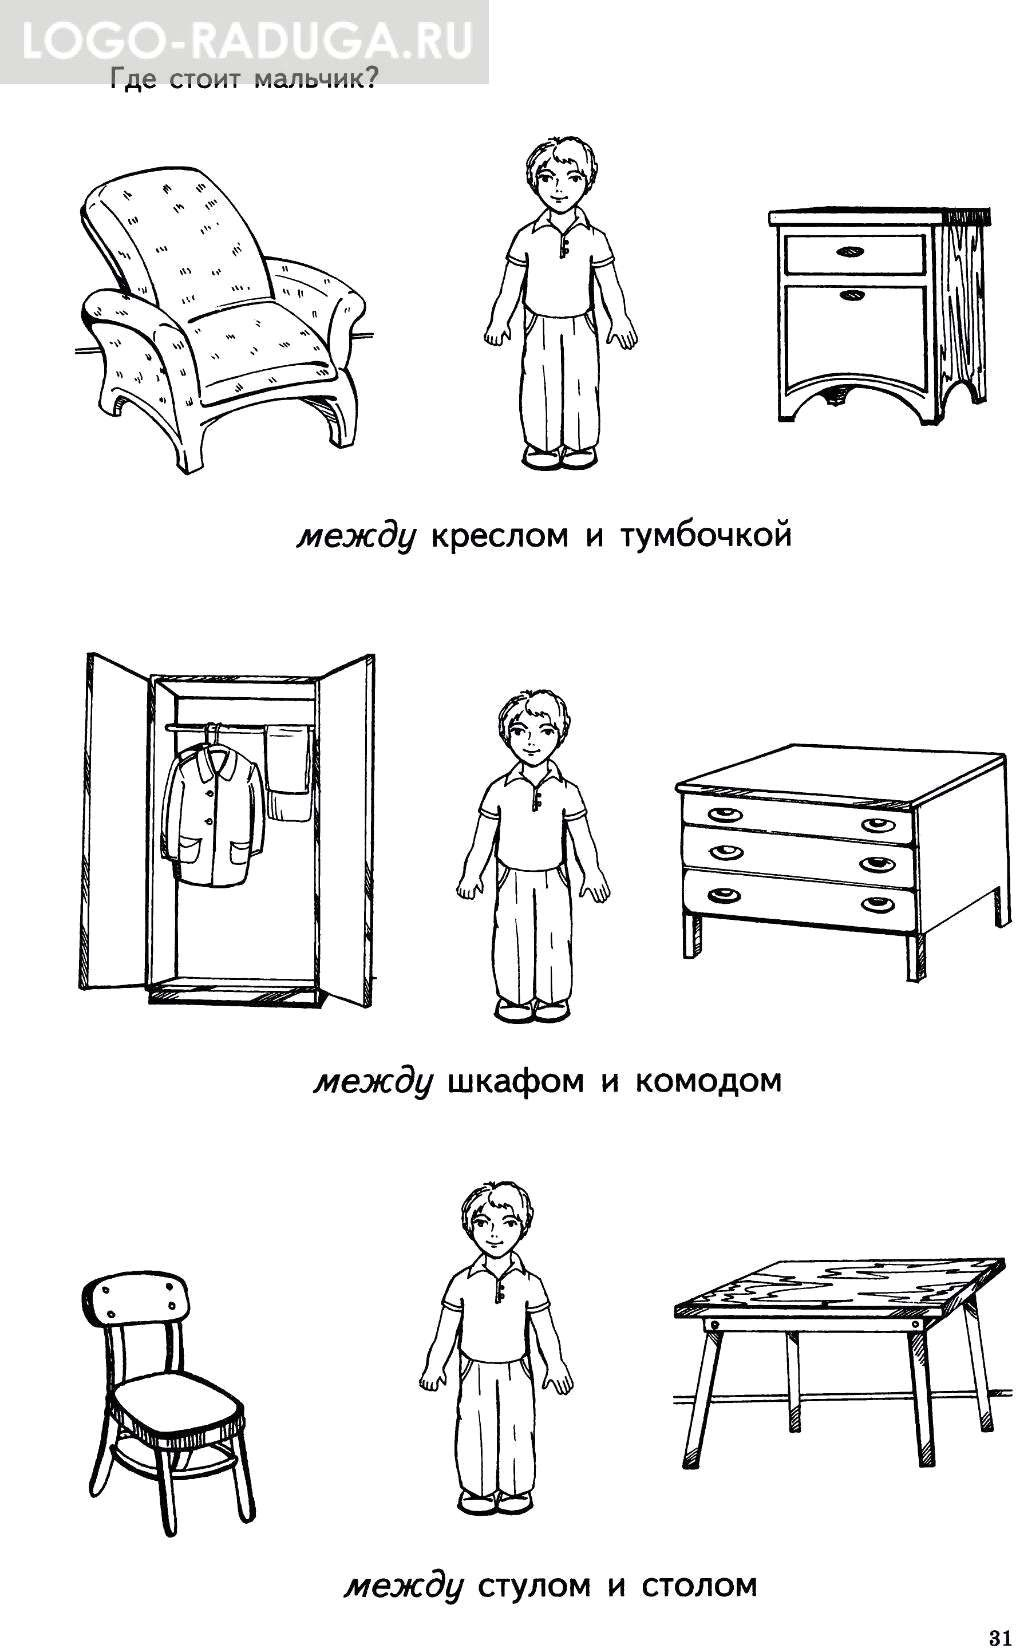 LOGO-RADUGA.RU
Где стоит мальчик?
между креслом и тумбочкой
между шкафом и комодом
между стулом и столом
31